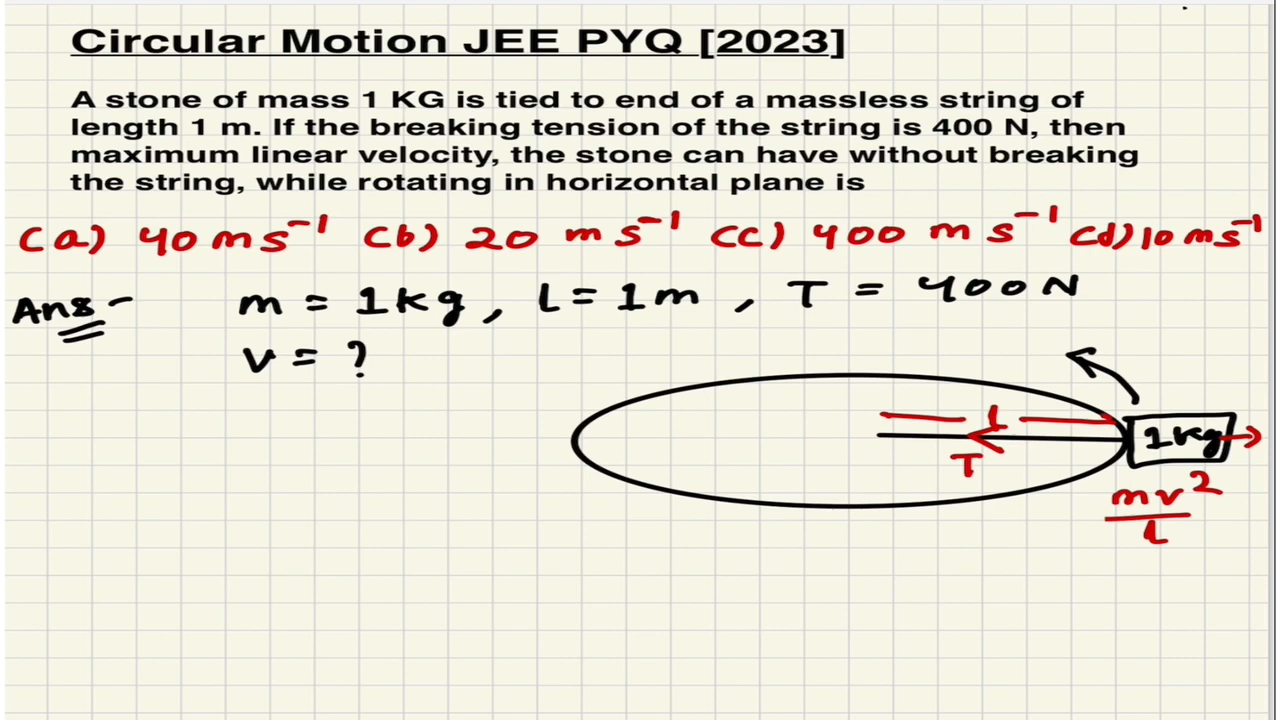 Circular Motion JEE PYQ [2023]
A stone of mass 1 KG is tied to end of a massless string of
length 1 m. If the breaking tension of the string is 400 N, then
maximum linear velocity, the stone can have without breaking
the string, while rotating in horizontal plane is
(a) 40 ms⁻¹ (b) 20 ms⁻¹ (c) 400 ms⁻¹ (d) 10 ms⁻¹
Ans - m = 1kg, l = 1m, T = 400N
v = ?
l
1kg
T
mv²/l